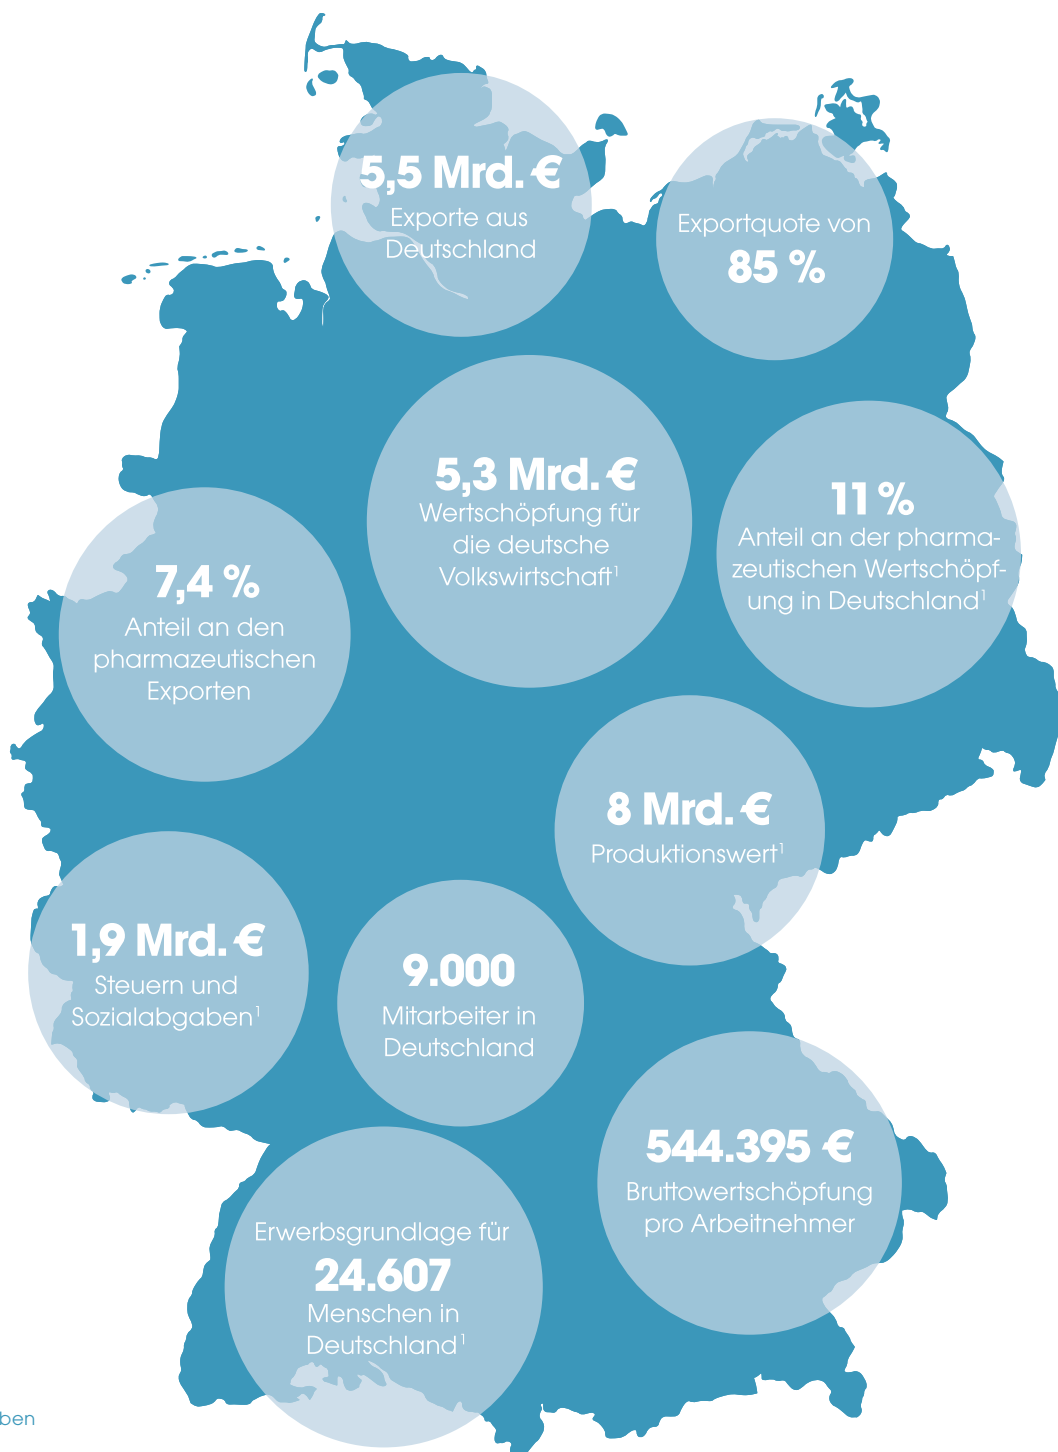 5,5 Mrd. €
Exporte aus
Deutschland
Exportquote von
85 %
5,3 Mrd. €
Wertschöpfung für
die deutsche
Volkswirtschaft¹
11 %
Anteil an der pharma-
zeutischen Wertschöpf-
ung in Deutschland¹
7,4 %
Anteil an den
pharmazeutischen
Exporten
8 Mrd. €
Produktionswert¹
1,9 Mrd. €
Steuern und
Sozialabgaben¹
9.000
Mitarbeiter in
Deutschland
544.395 €
Bruttowertschöpfung
pro Arbeitnehmer
Erwerbsgrundlage für
24.607
Menschen in
Deutschland¹
ben